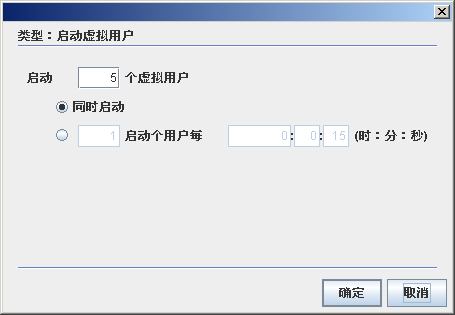 类型：启动虚拟用户
启动 5 个虚拟用户
同时启动
1 启动个用户每 0:0:15 (时：分：秒)
确定 取消